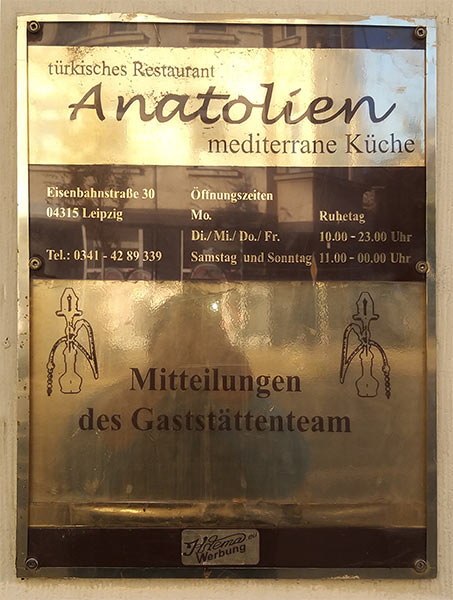 türkisches Restaurant
Anatolien
mediterrane Küche
Eisenbahnstraße 30
04315 Leipzig
Tel.: 0341 - 42 89 339
Öffnungszeiten
Mo. Ruhetag
Di./ Mi./ Do./ Fr. 10.00 - 23.00 Uhr
Samstag und Sonntag 11.00 - 00.00 Uhr
Mitteilungen
des Gaststättenteam
.eu
Werbung